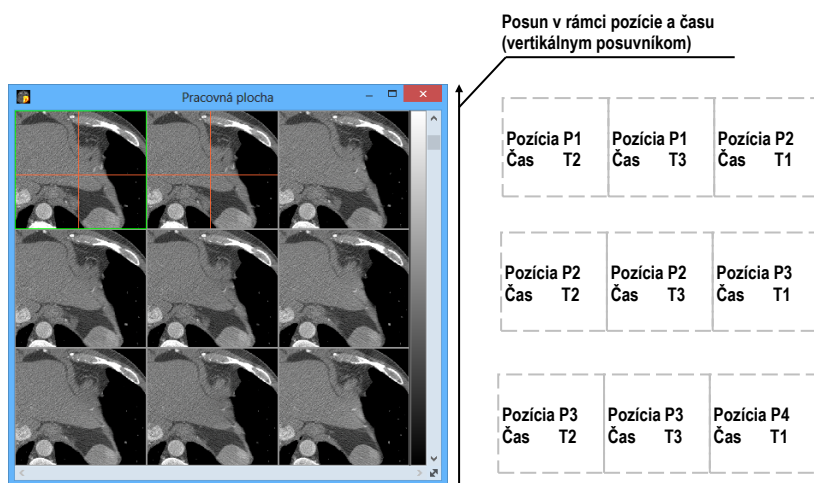 Posun v rámci pozície a času
(vertikálnym posuvníkom)
Pracovná plocha
Pozícia P1 Pozícia P1 Pozícia P2
Čas T2 Čas T3 Čas T1
Pozícia P2 Pozícia P2 Pozícia P3
Čas T2 Čas T3 Čas T1
Pozícia P3 Pozícia P3 Pozícia P4
Čas T2 Čas T3 Čas T1